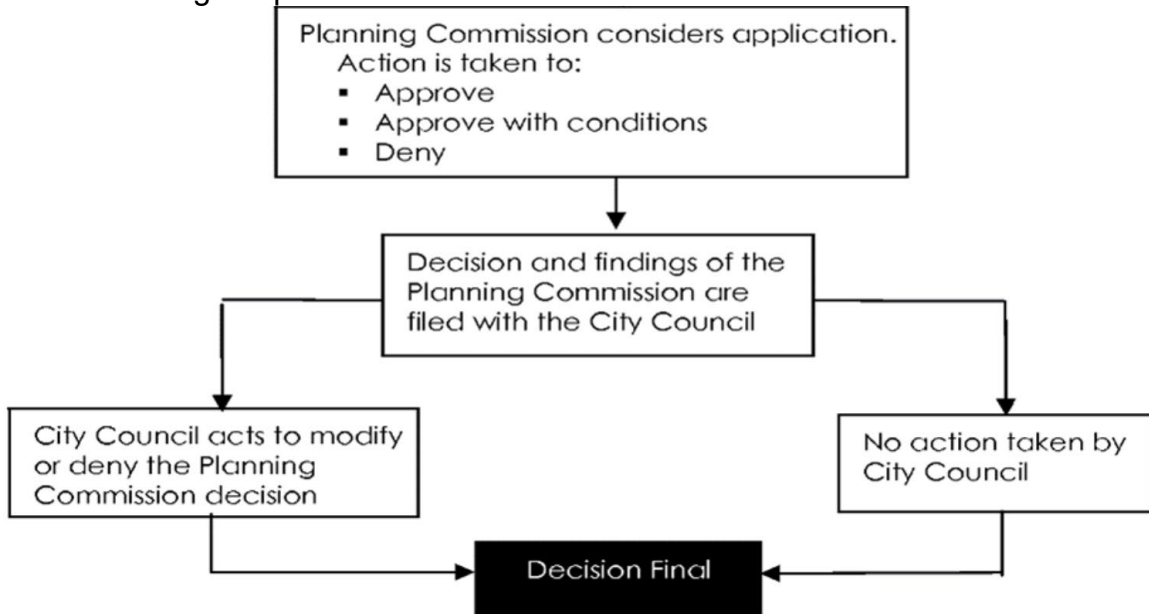 Planning Commission considers application.
Action is taken to:
▪ Approve
▪ Approve with conditions
▪ Deny
Decision and findings of the
Planning Commission are
filed with the City Council
City Council acts to modify
or deny the Planning
Commission decision
No action taken by
City Council
Decision Final